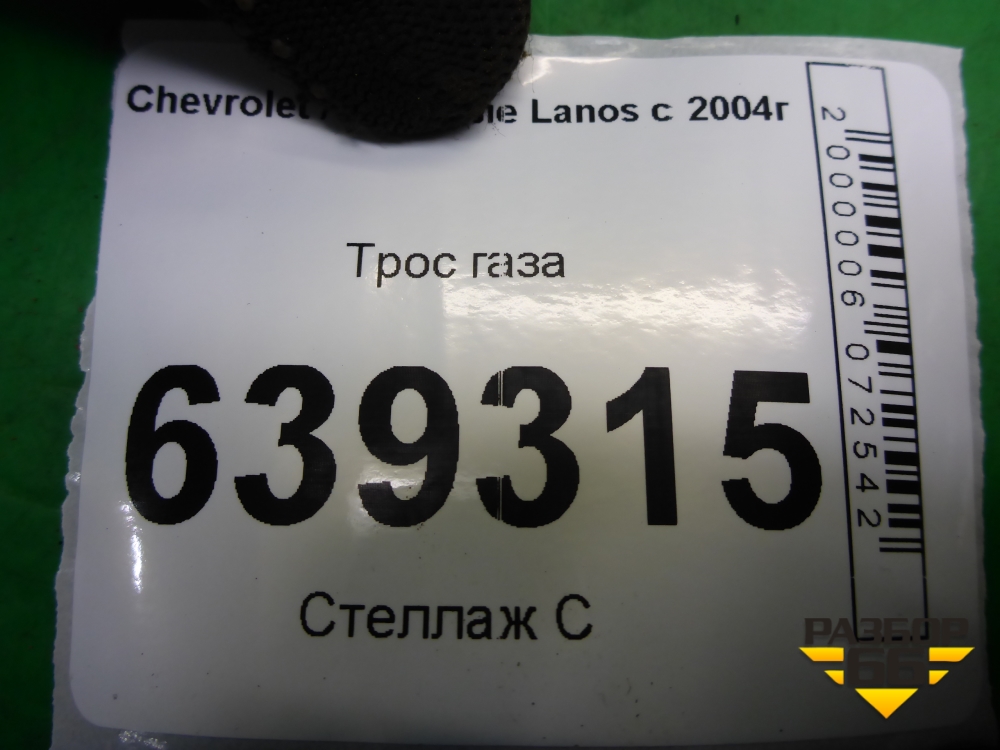 Chevrolet Lanos с 2004г
Трос газа
639315
Стеллаж С
2000006072542
РАЗБОР
66